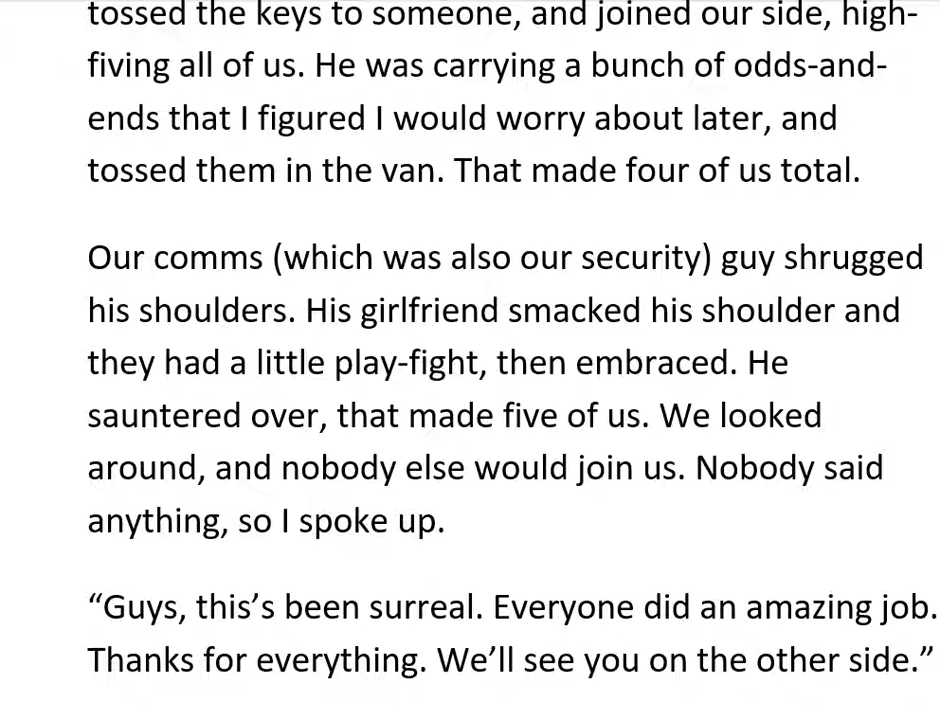 tossed the keys to someone, and joined our side, high-
fiving all of us. He was carrying a bunch of odds-and-
ends that I figured I would worry about later, and
tossed them in the van. That made four of us total.
Our comms (which was also our security) guy shrugged
his shoulders. His girlfriend smacked his shoulder and
they had a little play-fight, then embraced. He
sauntered over, that made five of us. We looked
around, and nobody else would join us. Nobody said
anything, so I spoke up.
“Guys, this’s been surreal. Everyone did an amazing job.
Thanks for everything. We’ll see you on the other side.”